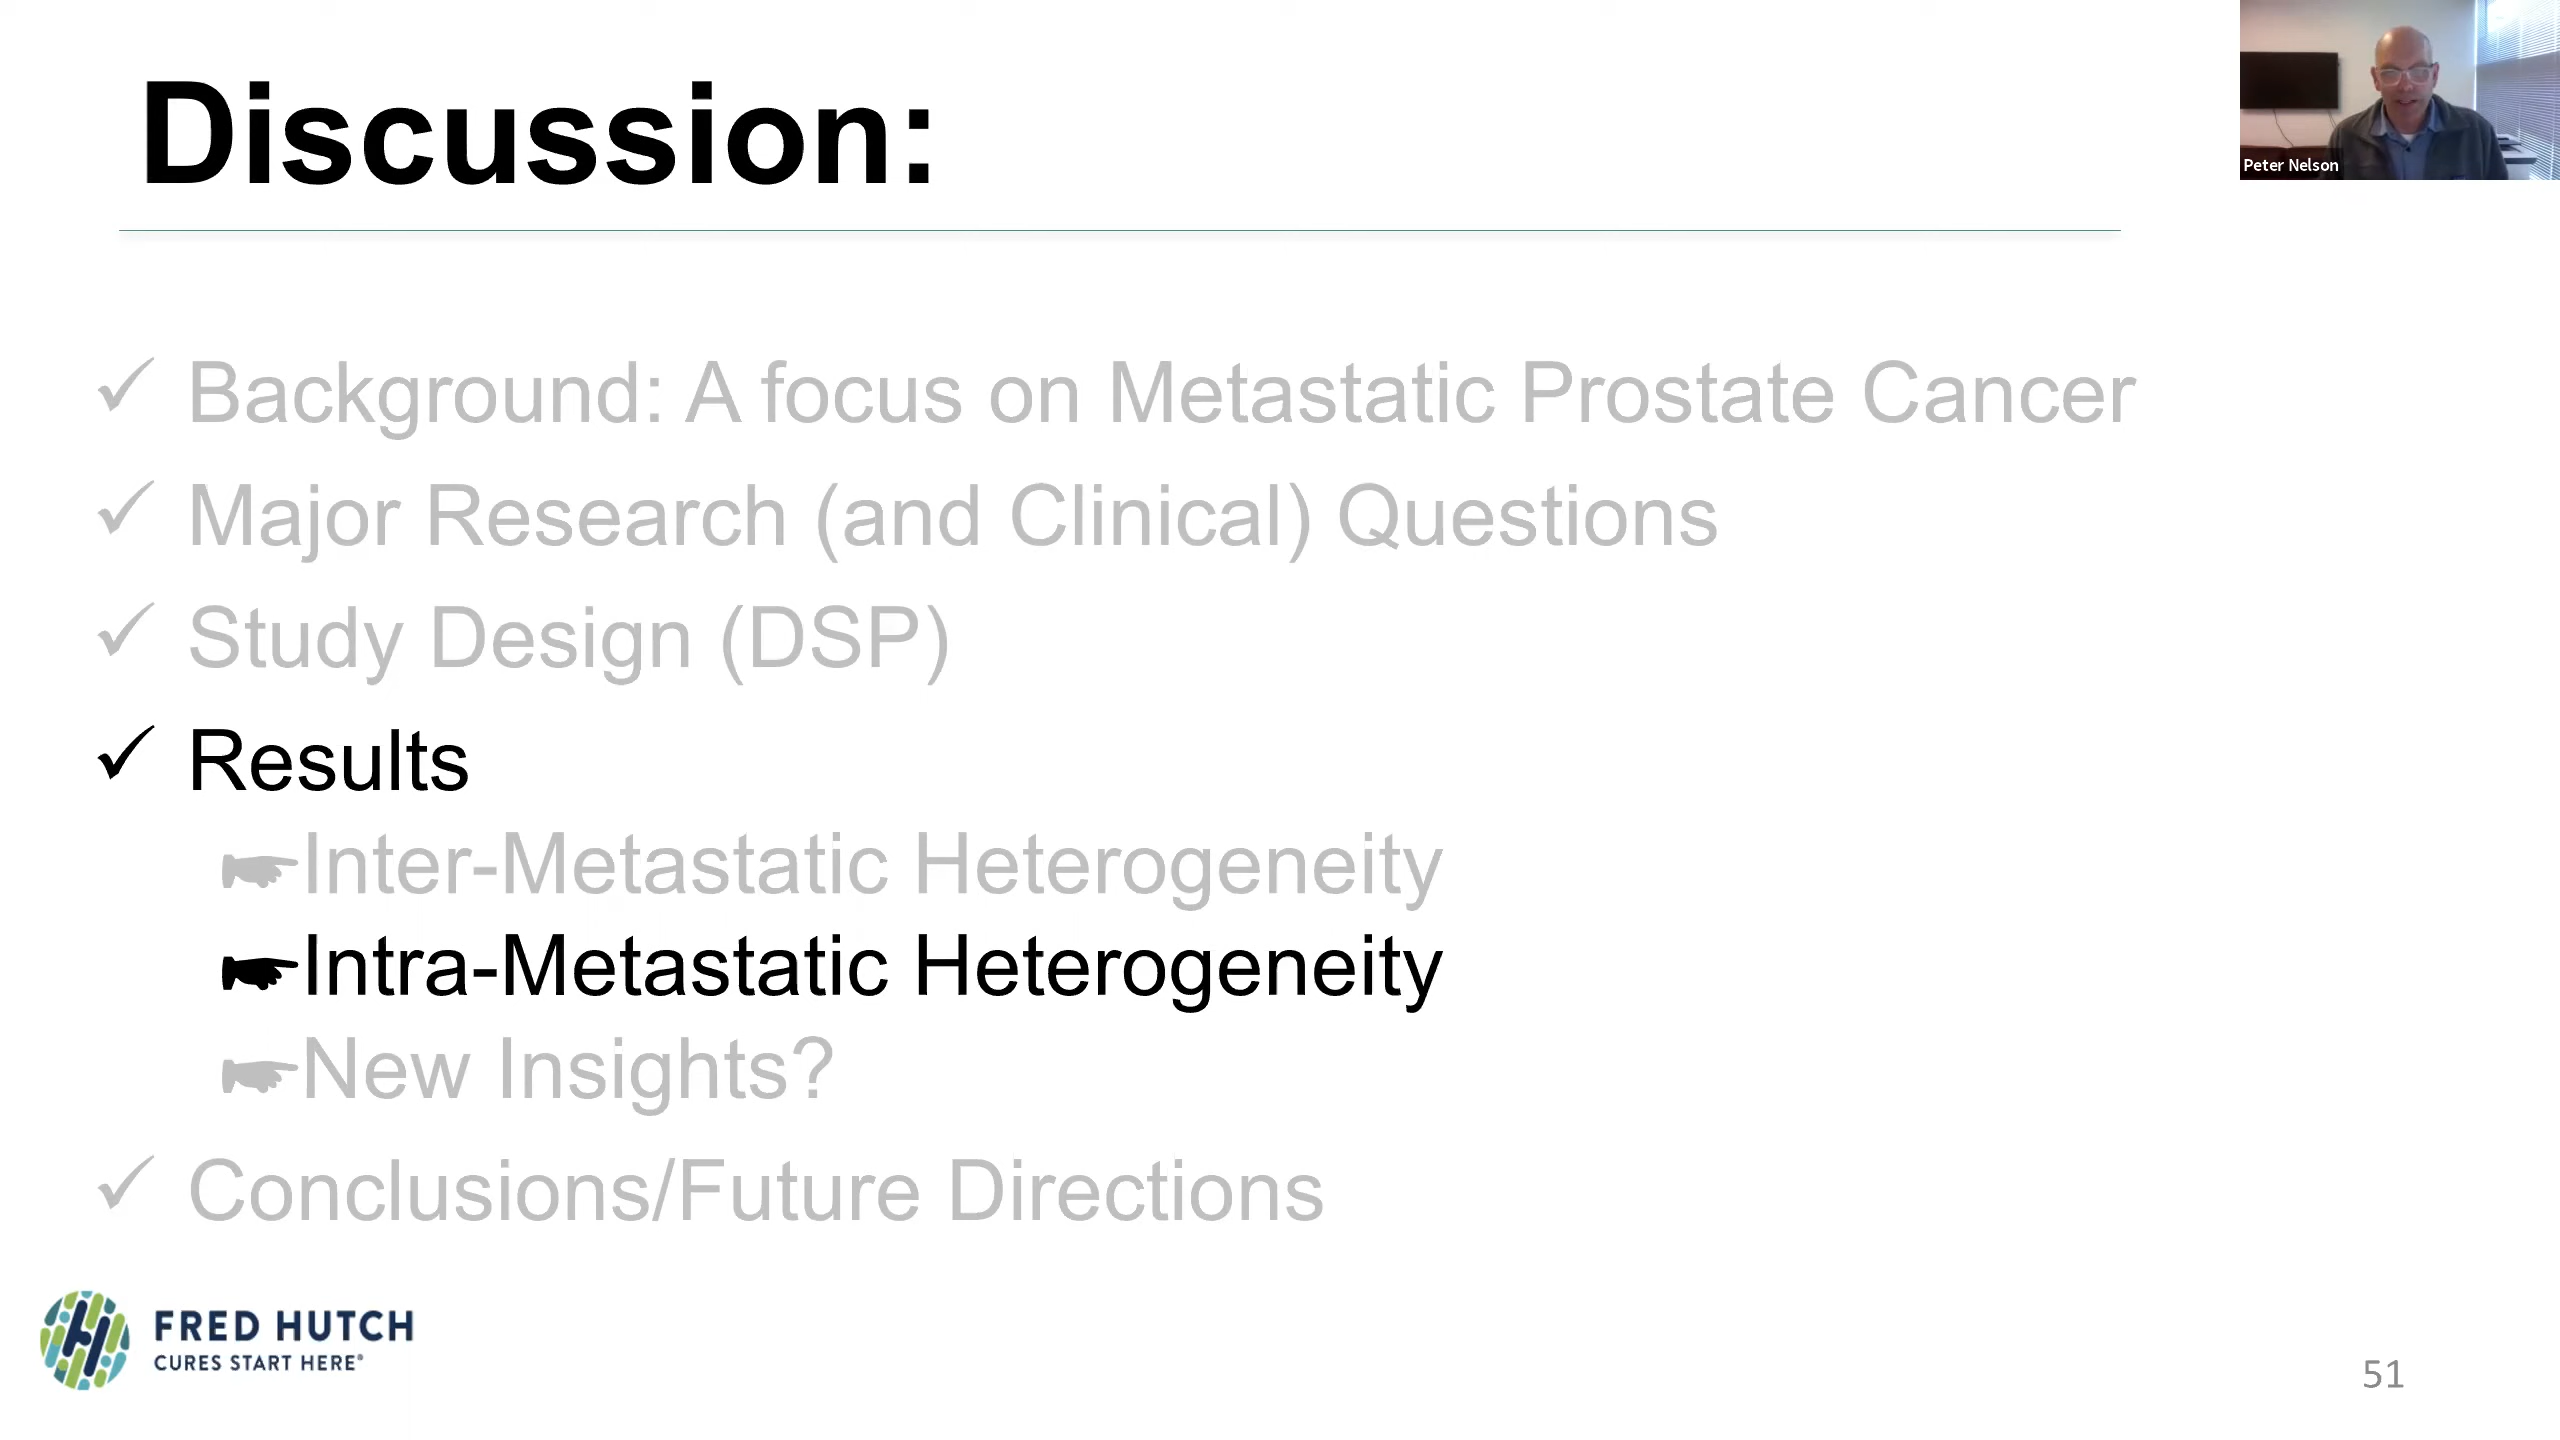 Discussion:
Peter Nelson
✓ Background: A focus on Metastatic Prostate Cancer
✓ Major Research (and Clinical) Questions
✓ Study Design (DSP)
✓ Results
☛Inter-Metastatic Heterogeneity
☛Intra-Metastatic Heterogeneity
☛New Insights?
✓ Conclusions/Future Directions
FRED HUTCH
CURES START HERE®
51